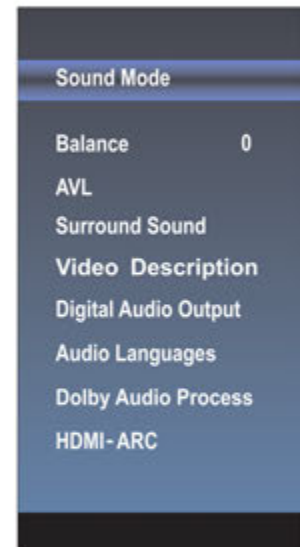 Sound Mode
Balance 0
AVL
Surround Sound
Video Description
Digital Audio Output
Audio Languages
Dolby Audio Process
HDMI-ARC